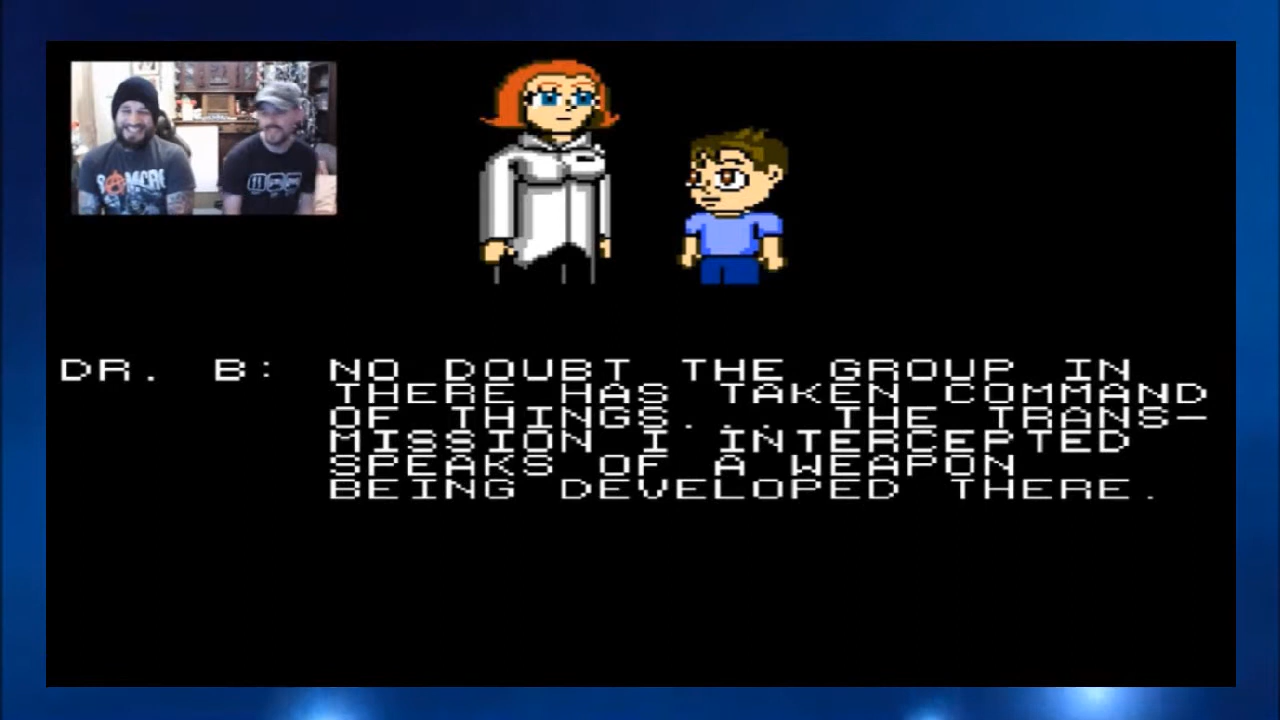 DR. B: NO DOUBT THE GROUP IN
THERE HAS TAKEN COMMAND
OF THINGS... THE TRANS-
MISSION I INTERCEPTED
SPEAKS OF A WEAPON
BEING DEVELOPED THERE.